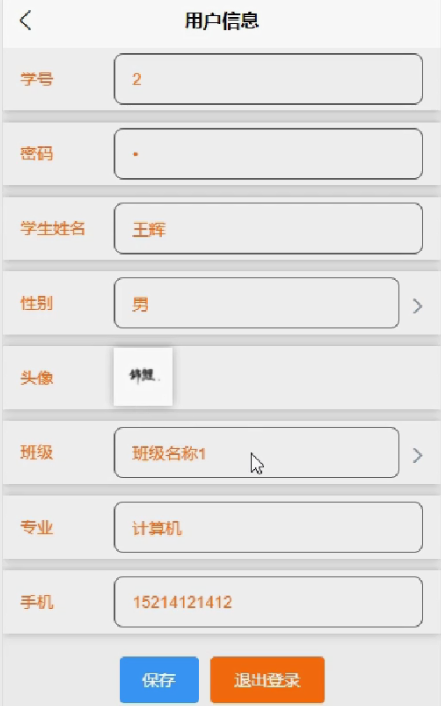 用户信息
学号 2
密码 •
学生姓名 王辉
性别 男
头像
班级 班级名称1
专业 计算机
手机 15214121412
保存 退出登录